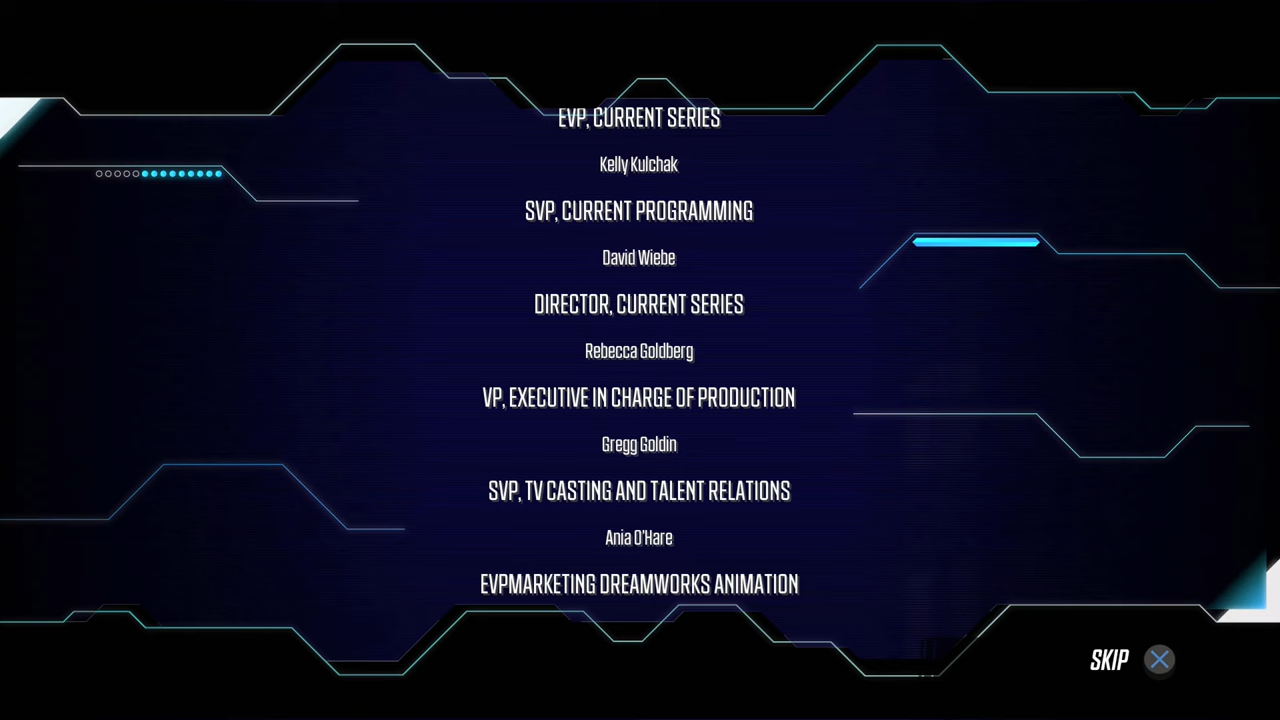 EVP, CURRENT SERIES
Kelly Kulchak
SVP, CURRENT PROGRAMMING
David Wiebe
DIRECTOR, CURRENT SERIES
Rebecca Goldberg
VP, EXECUTIVE IN CHARGE OF PRODUCTION
Gregg Goldin
SVP, TV CASTING AND TALENT RELATIONS
Ania O'Hare
EVPMARKETING DREAMWORKS ANIMATION
SKIP